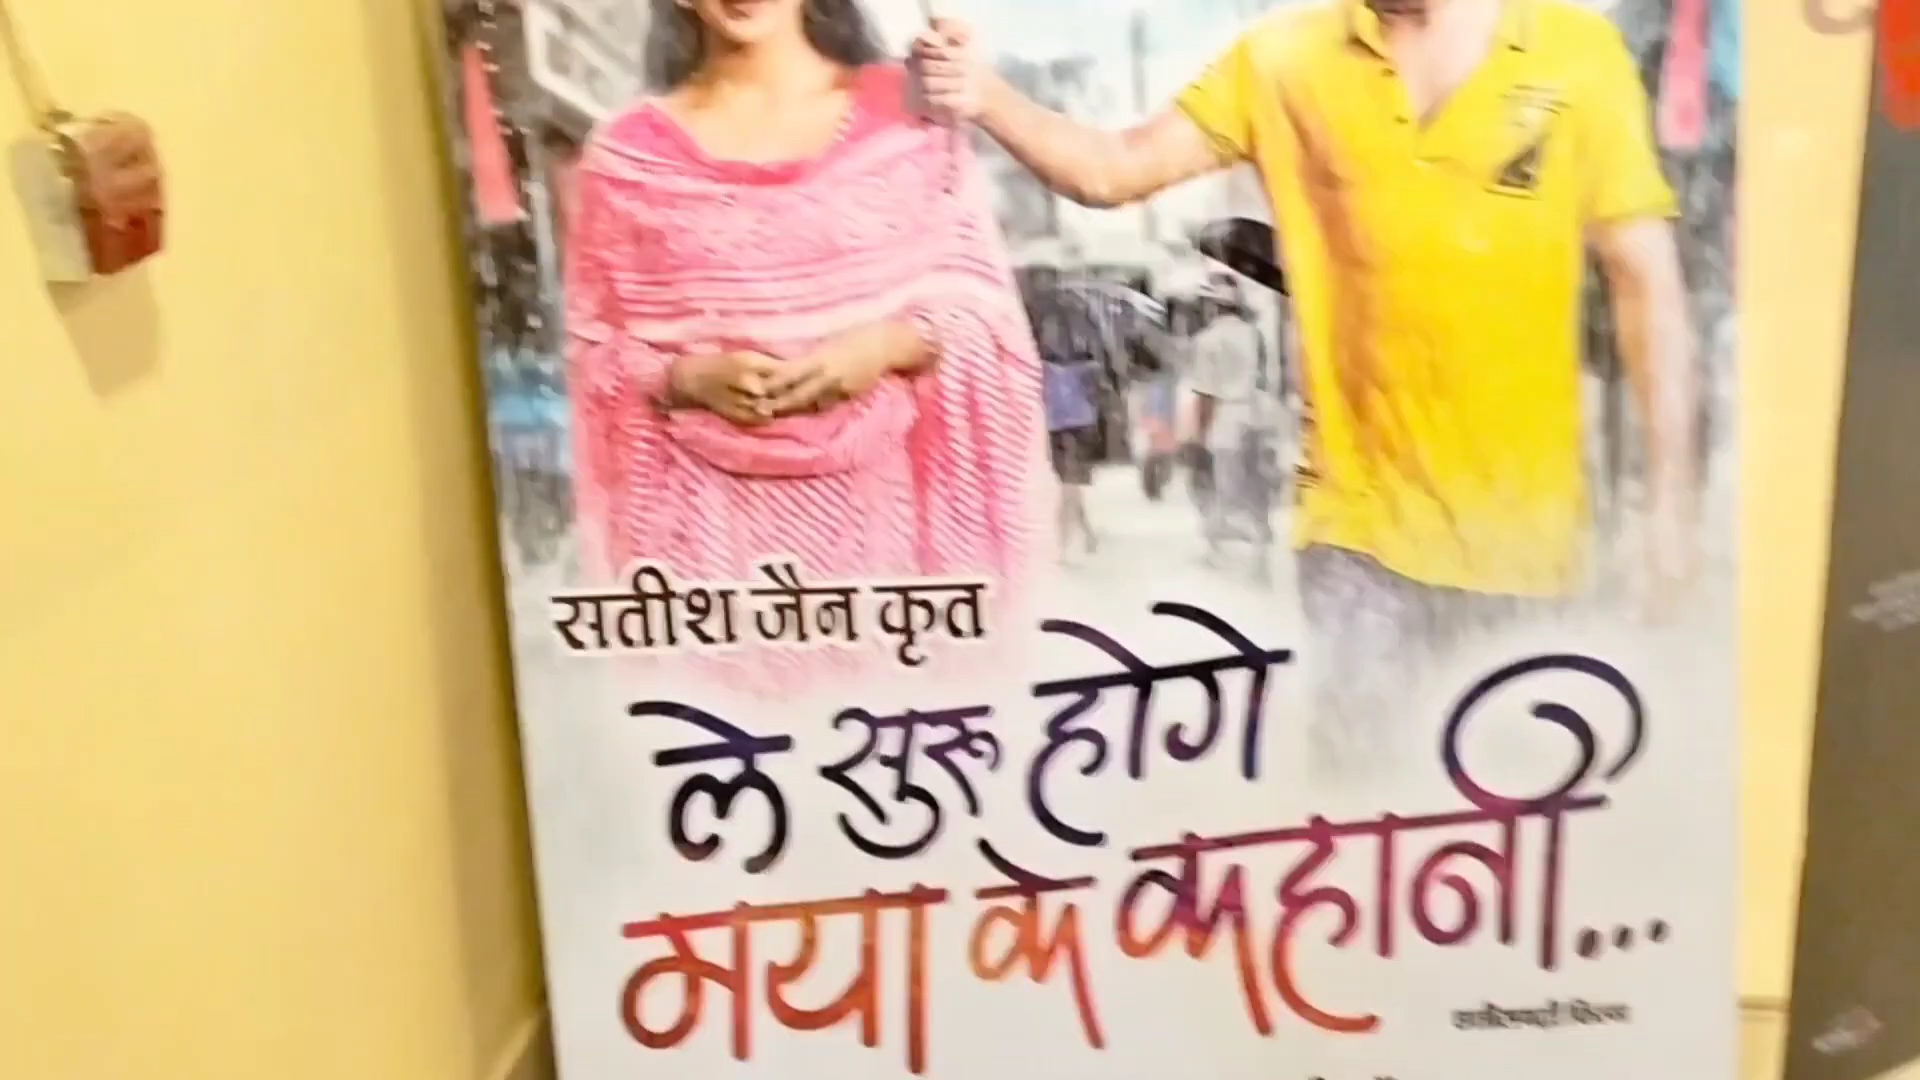 सतीश जैन कृत
ले सुरू होगे
मया के कहानी...